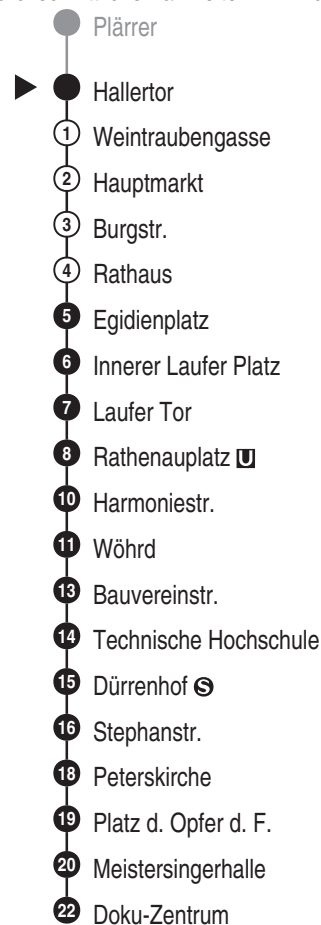 Plärrer
Hallertor
1 Weintraubengasse
2 Hauptmarkt
3 Burgstr.
4 Rathaus
5 Egidienplatz
6 Innerer Laufer Platz
7 Laufer Tor
8 Rathenauplatz U
10 Harmoniestr.
11 Wöhrd
13 Bauvereinstr.
14 Technische Hochschule
15 Dürrenhof S
16 Stephanstr.
18 Peterskirche
19 Platz d. Opfer d. F.
20 Meistersingerhalle
22 Doku-Zentrum